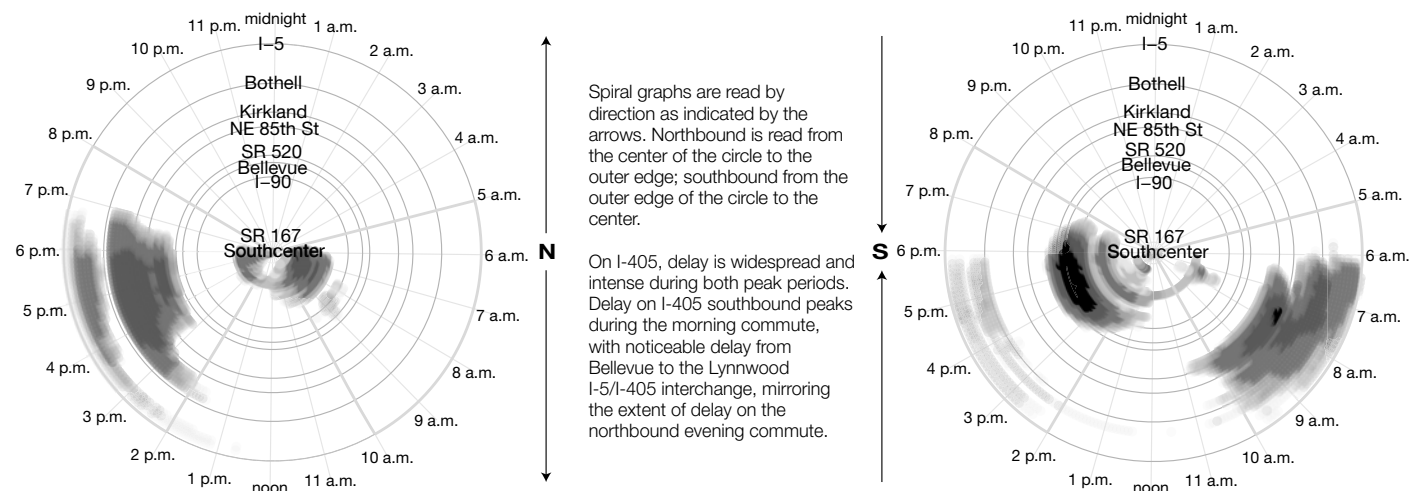 midnight
1 a.m.
2 a.m.
3 a.m.
4 a.m.
5 a.m.
6 a.m.
7 a.m.
8 a.m.
9 a.m.
10 a.m.
11 a.m.
noon
1 p.m.
2 p.m.
3 p.m.
4 p.m.
5 p.m.
6 p.m.
7 p.m.
8 p.m.
9 p.m.
10 p.m.
11 p.m.
I–5
Bothell
Kirkland
NE 85th St
SR 520
Bellevue
I–90
SR 167
Southcenter
N
Spiral graphs are read by
direction as indicated by the
arrows. Northbound is read from
the center of the circle to the
outer edge; southbound from the
outer edge of the circle to the
center.
On I-405, delay is widespread and
intense during both peak periods.
Delay on I-405 southbound peaks
during the morning commute,
with noticeable delay from
Bellevue to the Lynnwood
I-5/I-405 interchange, mirroring
the extent of delay on the
northbound evening commute.
S
midnight
1 a.m.
2 a.m.
3 a.m.
4 a.m.
5 a.m.
6 a.m.
7 a.m.
8 a.m.
9 a.m.
10 a.m.
11 a.m.
noon
1 p.m.
2 p.m.
3 p.m.
4 p.m.
5 p.m.
6 p.m.
7 p.m.
8 p.m.
9 p.m.
10 p.m.
11 p.m.
I–5
Bothell
Kirkland
NE 85th St
SR 520
Bellevue
I–90
SR 167
Southcenter